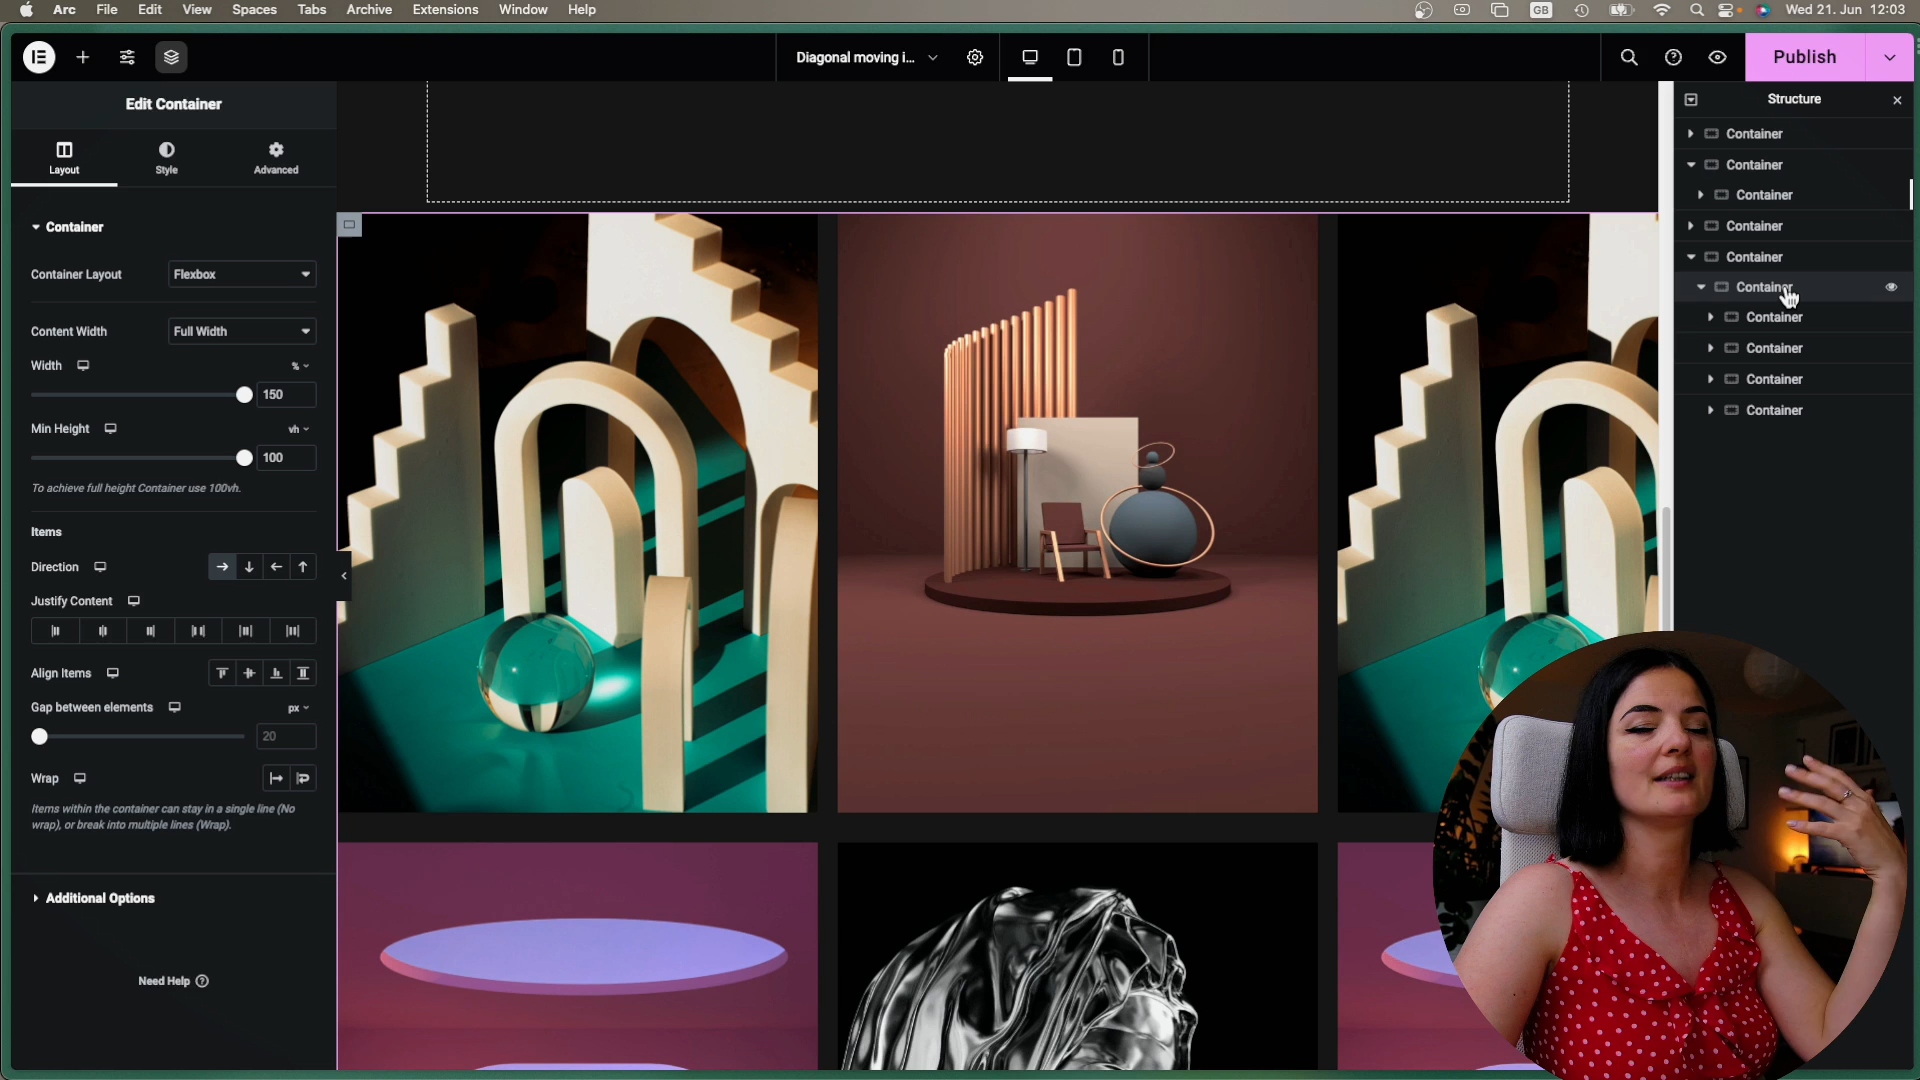 Arc File Edit View Spaces Tabs Archive Extensions Window Help
GB
Wed 21. Jun 12:03
Diagonal moving i...
Publish
Edit Container
Layout
Style
Advanced
Container
Container Layout
Flexbox
Content Width
Full Width
Width
%
150
Min Height
vh
100
To achieve full height Container use 100vh.
Items
Direction
Justify Content
Align Items
Gap between elements
px
20
Wrap
Items within the container can stay in a single line (No
wrap), or break into multiple lines (Wrap).
Additional Options
Need Help
Structure
Container
Container
Container
Container
Container
Container
Container
Container
Container
Container